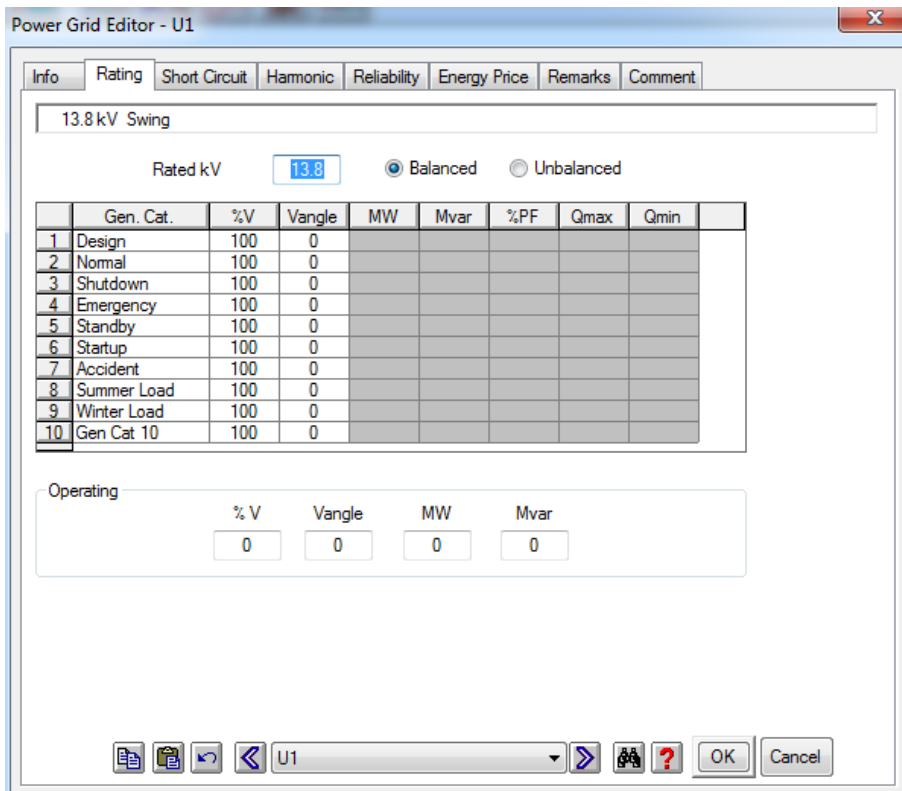 Power Grid Editor - U1
x
Info Rating Short Circuit Harmonic Reliability Energy Price Remarks Comment
13.8 kV Swing
Rated kV 13.8 Balanced Unbalanced
Gen. Cat. %V Vangle MW Mvar %PF Qmax Qmin
1 Design 100 0
2 Normal 100 0
3 Shutdown 100 0
4 Emergency 100 0
5 Standby 100 0
6 Startup 100 0
7 Accident 100 0
8 Summer Load 100 0
9 Winter Load 100 0
10 Gen Cat 10 100 0
Operating
% V Vangle MW Mvar
0 0 0 0
U1 ? OK Cancel